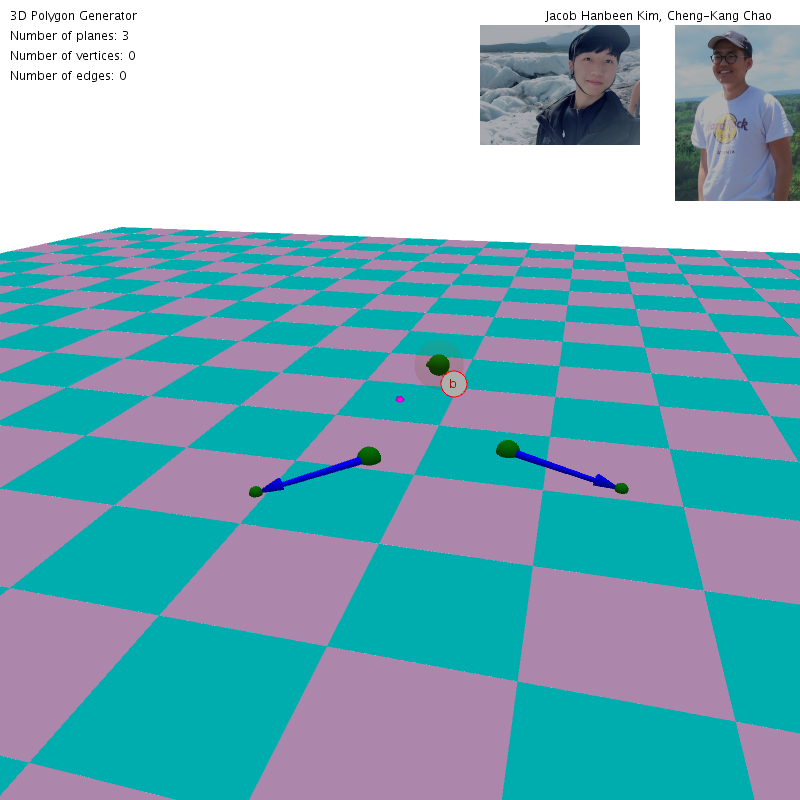 3D Polygon Generator
Jacob Hanbeen Kim, Cheng-Kang Chao
Number of planes: 3
Number of vertices: 0
Number of edges: 0
b